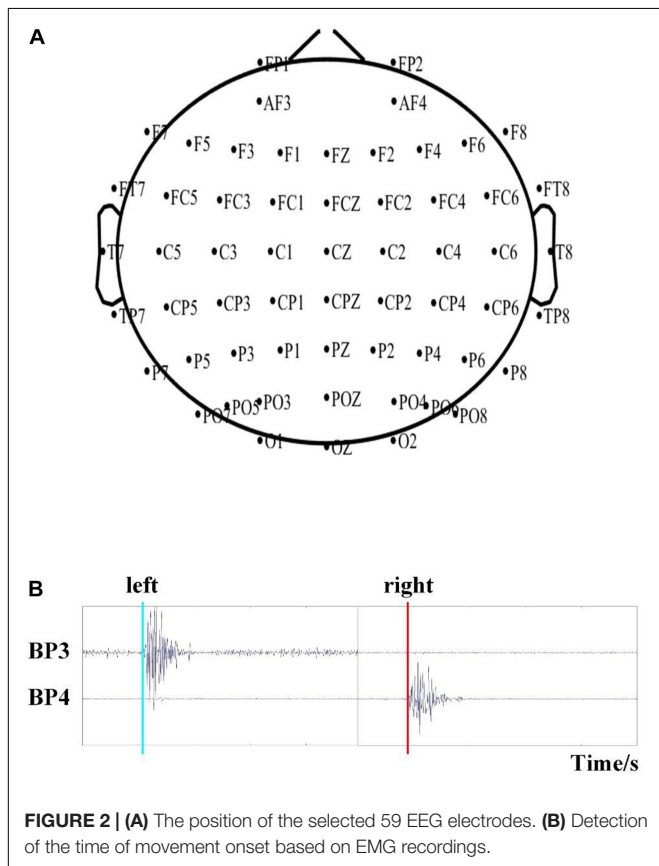 A
FP1 FP2
AF3 AF4
F7 F5 F3 F1 FZ F2 F4 F6 F8
FT7 FC5 FC3 FC1 FCZ FC2 FC4 FC6 FT8
T7 C5 C3 C1 CZ C2 C4 C6 T8
TP7 CP5 CP3 CP1 CPZ CP2 CP4 CP6 TP8
P7 P5 P3 P1 PZ P2 P4 P6 P8
PO7 PO5 PO3 POZ PO4 PO8
O1 OZ O2
B
left right
BP3
BP4
Time/s
FIGURE 2 | (A) The position of the selected 59 EEG electrodes. (B) Detection
of the time of movement onset based on EMG recordings.